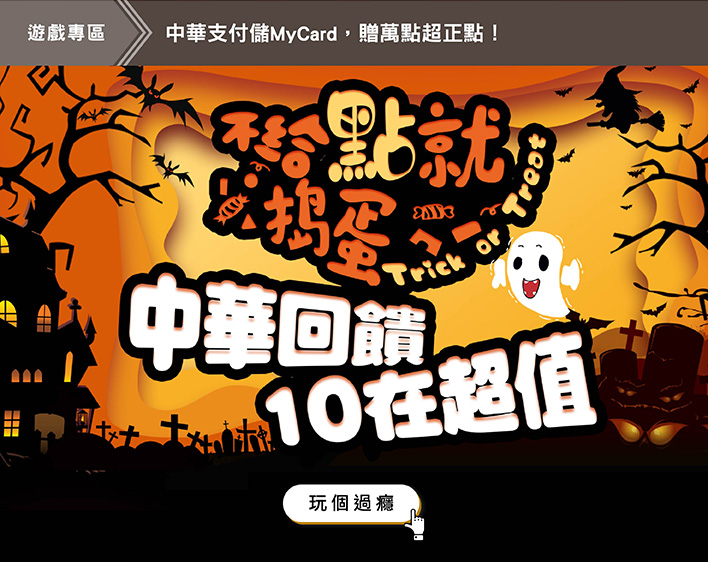 遊戲專區
中華支付儲MyCard，贈萬點超正點！
不給點就
搗蛋
Trick or Treat
中華回饋
10在超值
玩個過癮